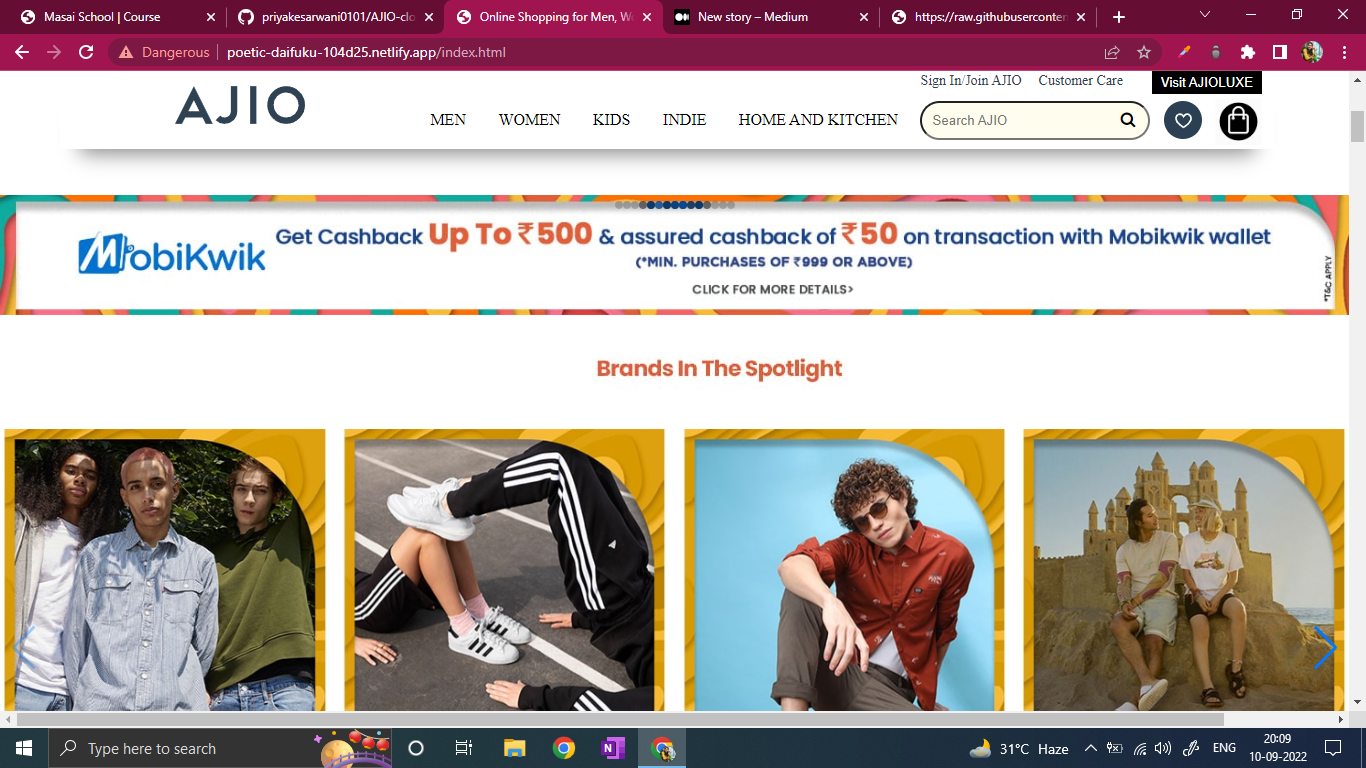 Masai School | Course
priyakesarwani0101/AJIO-clo
Online Shopping for Men, Wo
New story – Medium
https://raw.githubusercontent
Dangerous
poetic-daifuku-104d25.netlify.app/index.html
Sign In/Join AJIO
Customer Care
Visit AJIOLUXE
AJIO
MEN
WOMEN
KIDS
INDIE
HOME AND KITCHEN
Search AJIO
MobiKwik
Get Cashback Up To ₹500 & assured cashback of ₹50 on transaction with Mobikwik wallet
(*MIN. PURCHASES OF ₹999 OR ABOVE)
CLICK FOR MORE DETAILS>
*T&C APPLY
Brands In The Spotlight
Type here to search
31°C Haze
ENG
20:09
10-09-2022